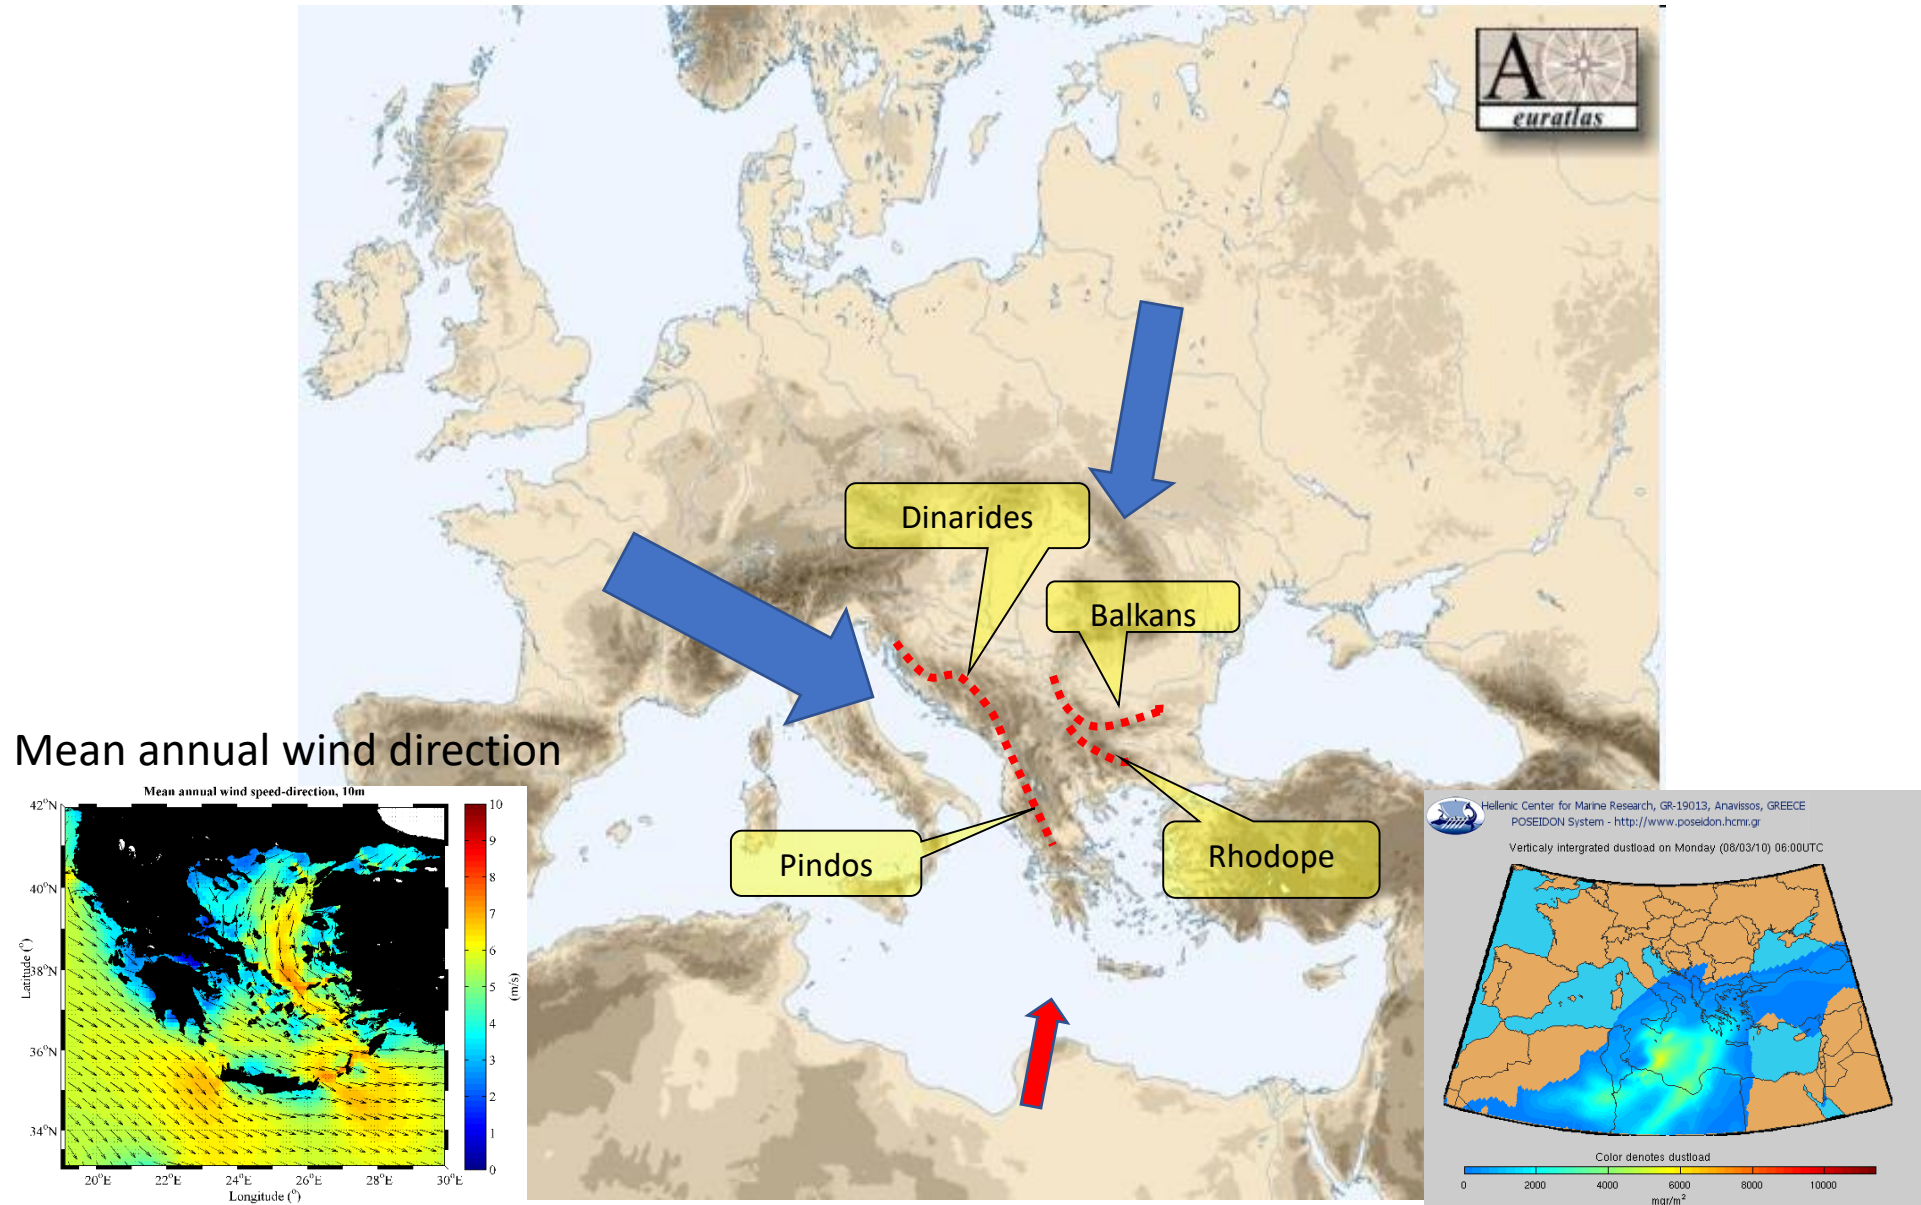 A
euratlas
Dinarides
Balkans
Mean annual wind direction
Pindos
Rhodope
Mean annual wind speed-direction, 10m
42°N
40°N
38°N
36°N
34°N
Latitude (°)
20°E 22°E 24°E 26°E 28°E 30°E
Longitude (°)
10
9
8
7
6
5
4
3
2
1
0
(m/s)
Hellenic Center for Marine Research, GR-19013, Anavissos, GREECE
POSEIDON System - http://www.poseidon.hcmr.gr
Verticaly intergrated dustload on Monday (08/03/10) 06:00UTC
Color denotes dustload
0 2000 4000 6000 8000 10000
mgr/m²